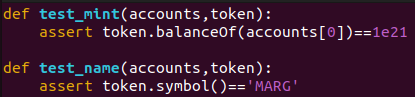 def test_mint(accounts,token):
    assert token.balanceOf(accounts[0])==1e21
def test_name(accounts,token):
    assert token.symbol()=='MARG'